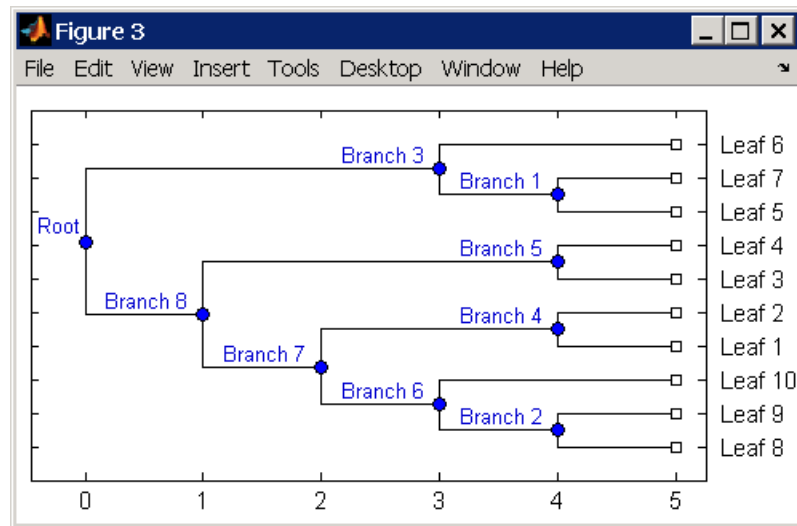 Figure 3
File Edit View Insert Tools Desktop Window Help
Leaf 6
Branch 3
Leaf 7
Branch 1
Leaf 5
Root
Branch 5
Leaf 4
Leaf 3
Branch 8
Branch 4
Leaf 2
Leaf 1
Branch 7
Leaf 10
Branch 6
Branch 2
Leaf 9
Leaf 8
0 1 2 3 4 5